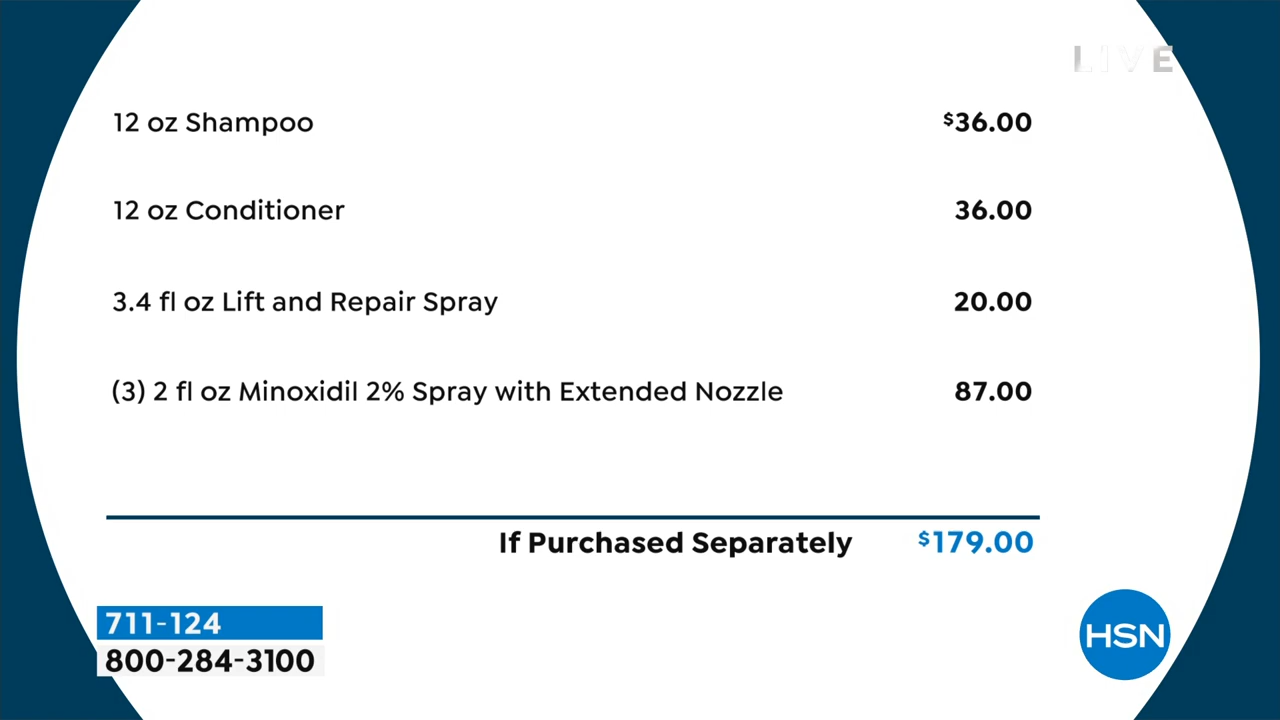 LIVE
12 oz Shampoo $36.00
12 oz Conditioner 36.00
3.4 fl oz Lift and Repair Spray 20.00
(3) 2 fl oz Minoxidil 2% Spray with Extended Nozzle 87.00
If Purchased Separately $179.00
711-124
800-284-3100
HSN